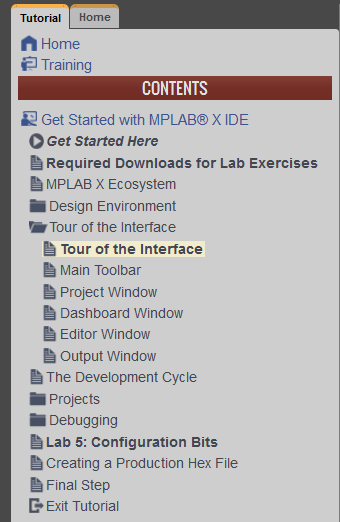 Tutorial
Home
Home
Training
CONTENTS
Get Started with MPLAB® X IDE
Get Started Here
Required Downloads for Lab Exercises
MPLAB X Ecosystem
Design Environment
Tour of the Interface
Tour of the Interface
Main Toolbar
Project Window
Dashboard Window
Editor Window
Output Window
The Development Cycle
Projects
Debugging
Lab 5: Configuration Bits
Creating a Production Hex File
Final Step
Exit Tutorial